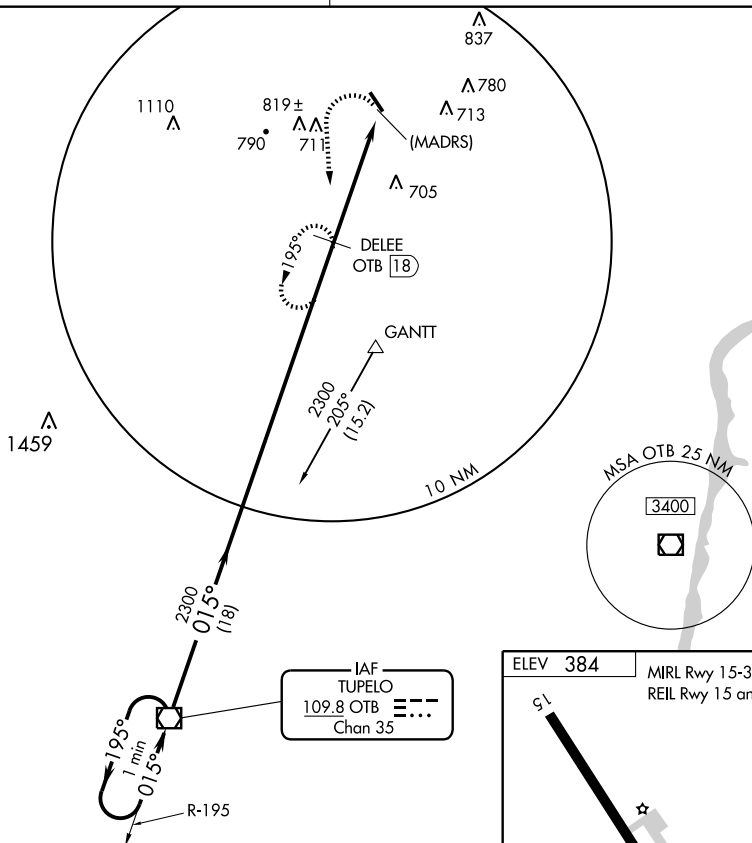 837
780
713
1110
819±
790
711
(MADRS)
705
195°
DELEE
OTB 18
GANTT
2300
205°
(15.2)
1459
10 NM
MSA OTB 25 NM
3400
2300
015°
(18)
IAF
TUPELO
109.8 OTB
Chan 35
195°
1 min
015°
R-195
ELEV 384
MIRL Rwy 15-3
REIL Rwy 15 an
15